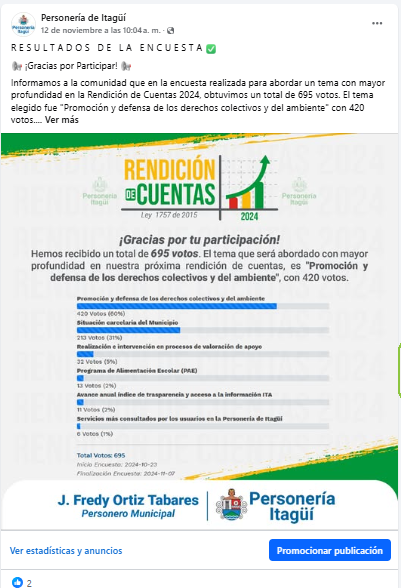 Personería de Itagüí
12 de noviembre a las 10:04 a. m.
RESULTADOS DE LA ENCUESTA ✅
¡Gracias por Participar!
Informamos a la comunidad que en la encuesta realizada para abordar un tema con mayor
profundidad en la Rendición de Cuentas 2024, obtuvimos un total de 695 votos. El tema
elegido fue "Promoción y defensa de los derechos colectivos y del ambiente" con 420
votos.... Ver más
RENDICIÓN
DE CUENTAS
Ley 1757 de 2015
2024
Personería
Itagüí
Personería
Itagüí
¡Gracias por tu participación!
Hemos recibido un total de 695 votos. El tema que será abordado con mayor
profundidad en nuestra próxima rendición de cuentas, es "Promoción y
defensa de los derechos colectivos y del ambiente", con 420 votos.
Promoción y defensa de los derechos colectivos y del ambiente
420 Votos (60%)
Situación carcelaria del Municipio
213 Votos (31%)
Realización e intervención en procesos de valoración de apoyo
32 Votos (5%)
Programa de Alimentación Escolar (PAE)
13 Votos (2%)
Avance anual índice de trasparencia y accesa a la información ITA
11 Votos (2%)
Servicios más consultados por los usuarios en la Personería de Itagüí
6 Votos (1%)
Total Votos: 695
Inicio Encuesta: 2024-10-23
Finalización Encuesta: 2024-11-07
J. Fredy Ortiz Tabares
Personero Municipal
Personería
Itagüí
Ver estadísticas y anuncios
Promocionar publicación
2